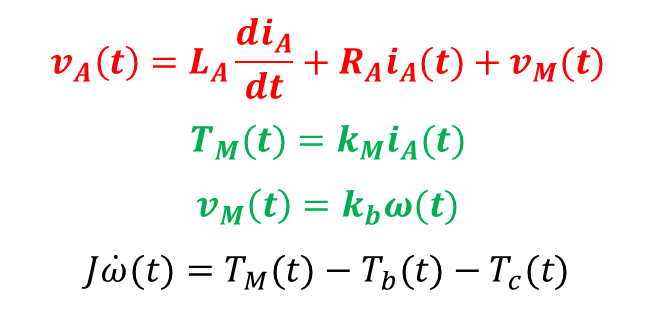 v_A(t) = L_A di_A/dt + R_A i_A(t) + v_M(t)
T_M(t) = k_M i_A(t)
v_M(t) = k_b ω(t)
Jω̇(t) = T_M(t) − T_b(t) − T_c(t)